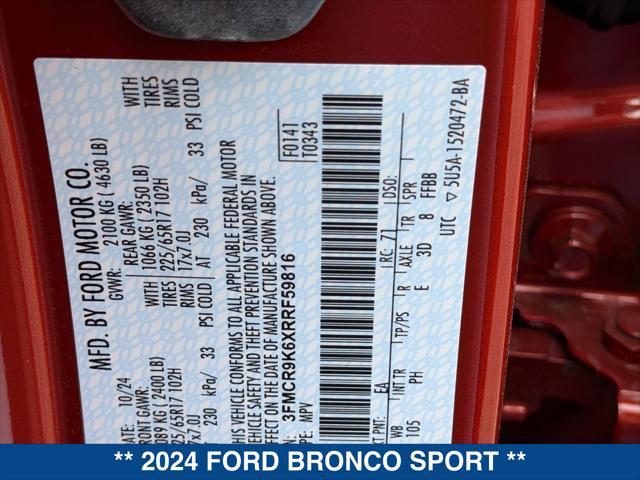 MFD. BY FORD MOTOR CO.
DATE: 10/24
GVWR: 2100 KG ( 4630 LB)
FRONT GAWR:
REAR GAWR:
1089 KG ( 2400 LB)
1066 KG ( 2350 LB)
WITH
225/65R17 102H
TIRES 225/65R17 102H
TIRES
17x7.0J
RIMS 17x7.0J
RIMS
230 kPa/ 33 PSI COLD
AT 230 kPa/ 33 PSI COLD
THIS VEHICLE CONFORMS TO ALL APPLICABLE FEDERAL MOTOR
VEHICLE SAFETY AND THEFT PREVENTION STANDARDS IN
EFFECT ON THE DATE OF MANUFACTURE SHOWN ABOVE.
3FMCR9K6XRRF59816
TYPE: MPV
F0141
T0343
EXT PNT: EA RC: 71 DSO:
WB INT TR TP/PS R AXLE TR SPR
105 PH E 3D 8 FFBB
UTC ▽ 5U5A-1520472-BA
** 2024 FORD BRONCO SPORT **